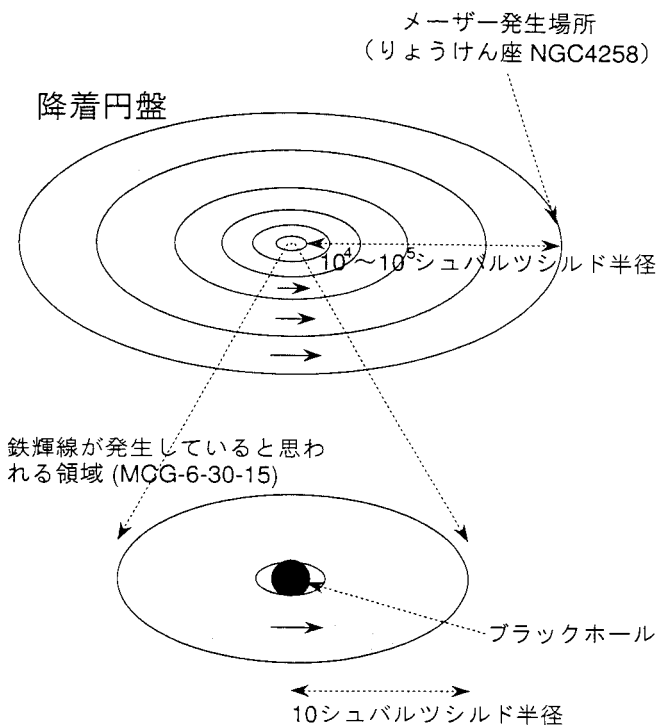 メーザー発生場所
(りょうけん座 NGC4258)
降着円盤
10⁴〜10⁵シュバルツシルド半径
鉄輝線が発生していると思わ
れる領域 (MCG-6-30-15)
ブラックホール
10シュバルツシルド半径